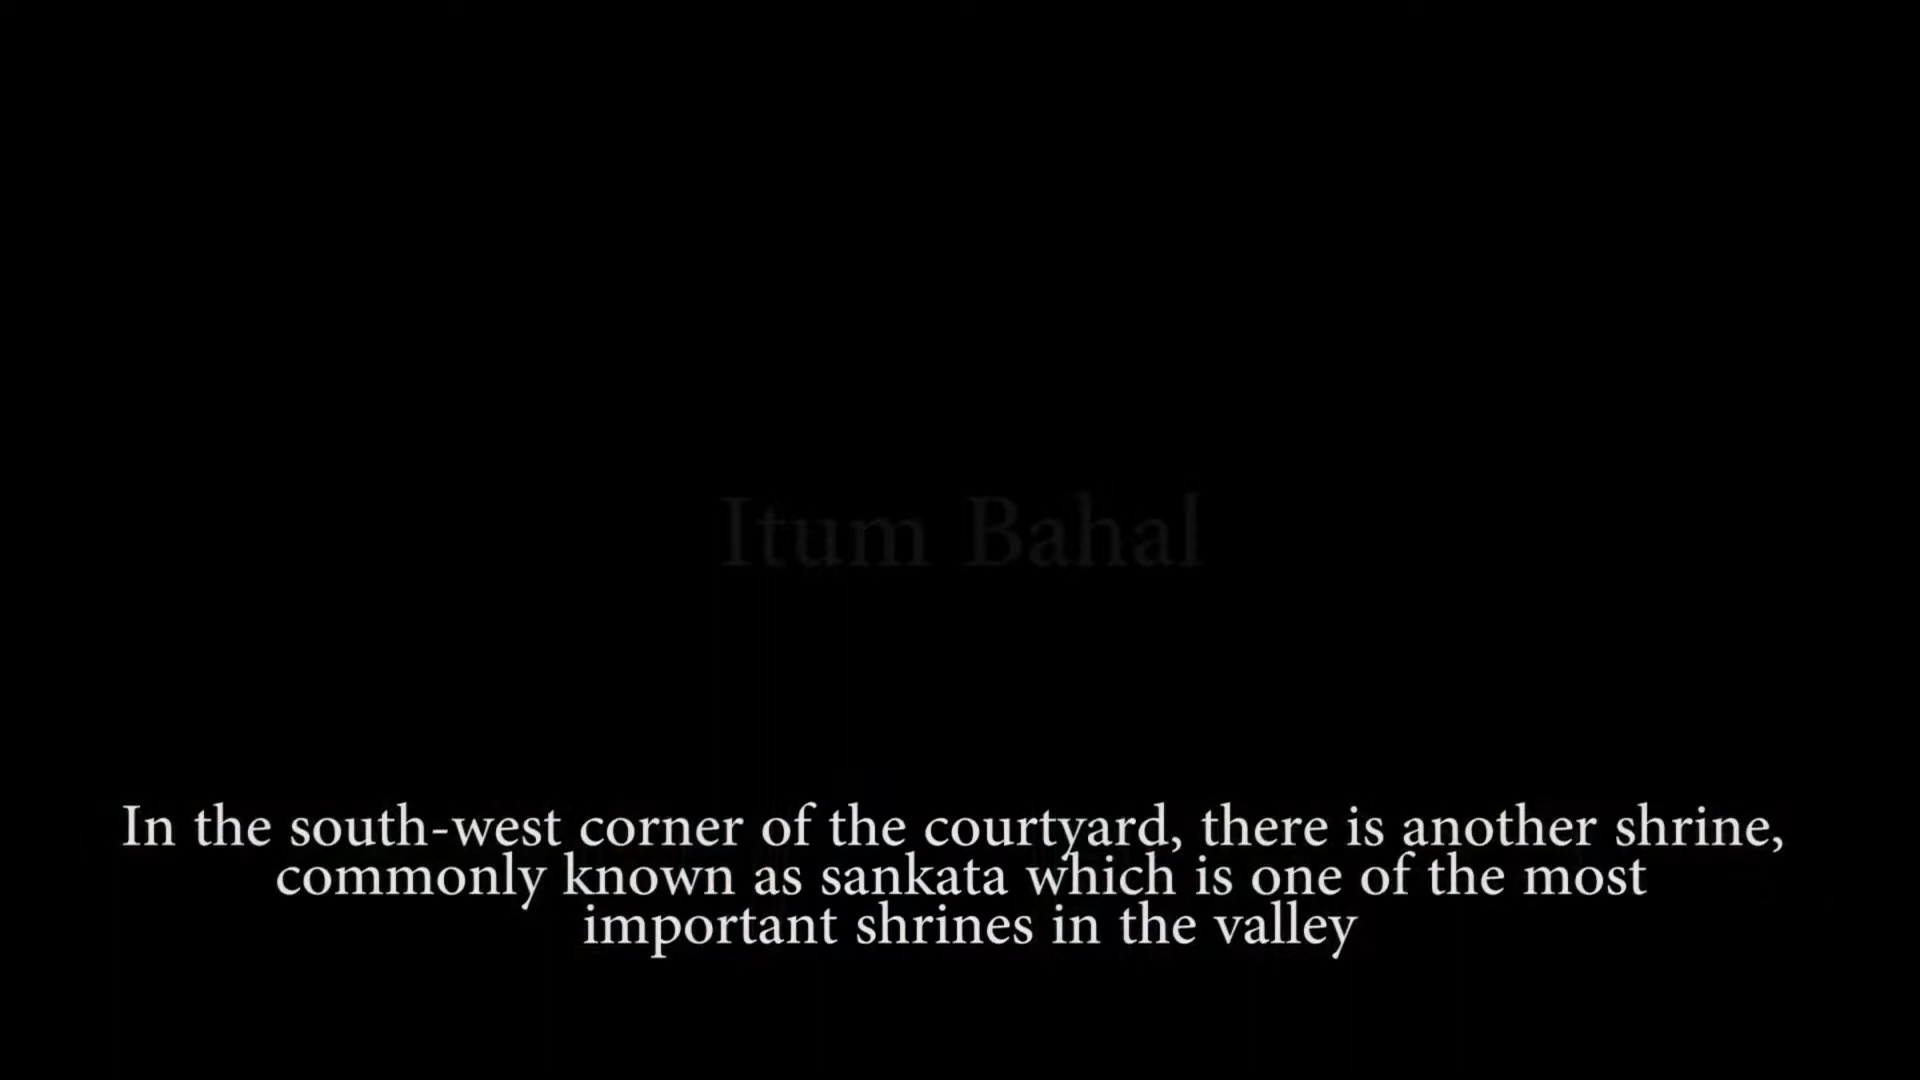 Itum Bahal
In the south-west corner of the courtyard, there is another shrine,
commonly known as sankata which is one of the most
important shrines in the valley